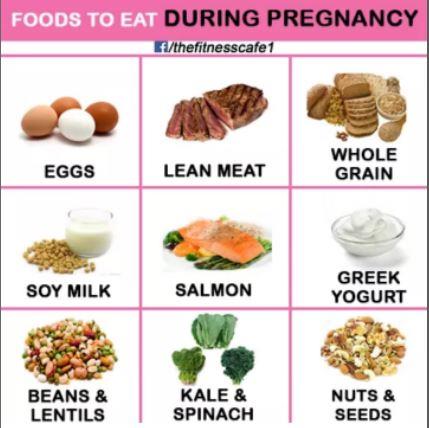 FOODS TO EAT DURING PREGNANCY
f/thefitnesscafe1
EGGS
LEAN MEAT
WHOLE
GRAIN
SOY MILK
SALMON
GREEK
YOGURT
BEANS &
LENTILS
KALE &
SPINACH
NUTS &
SEEDS